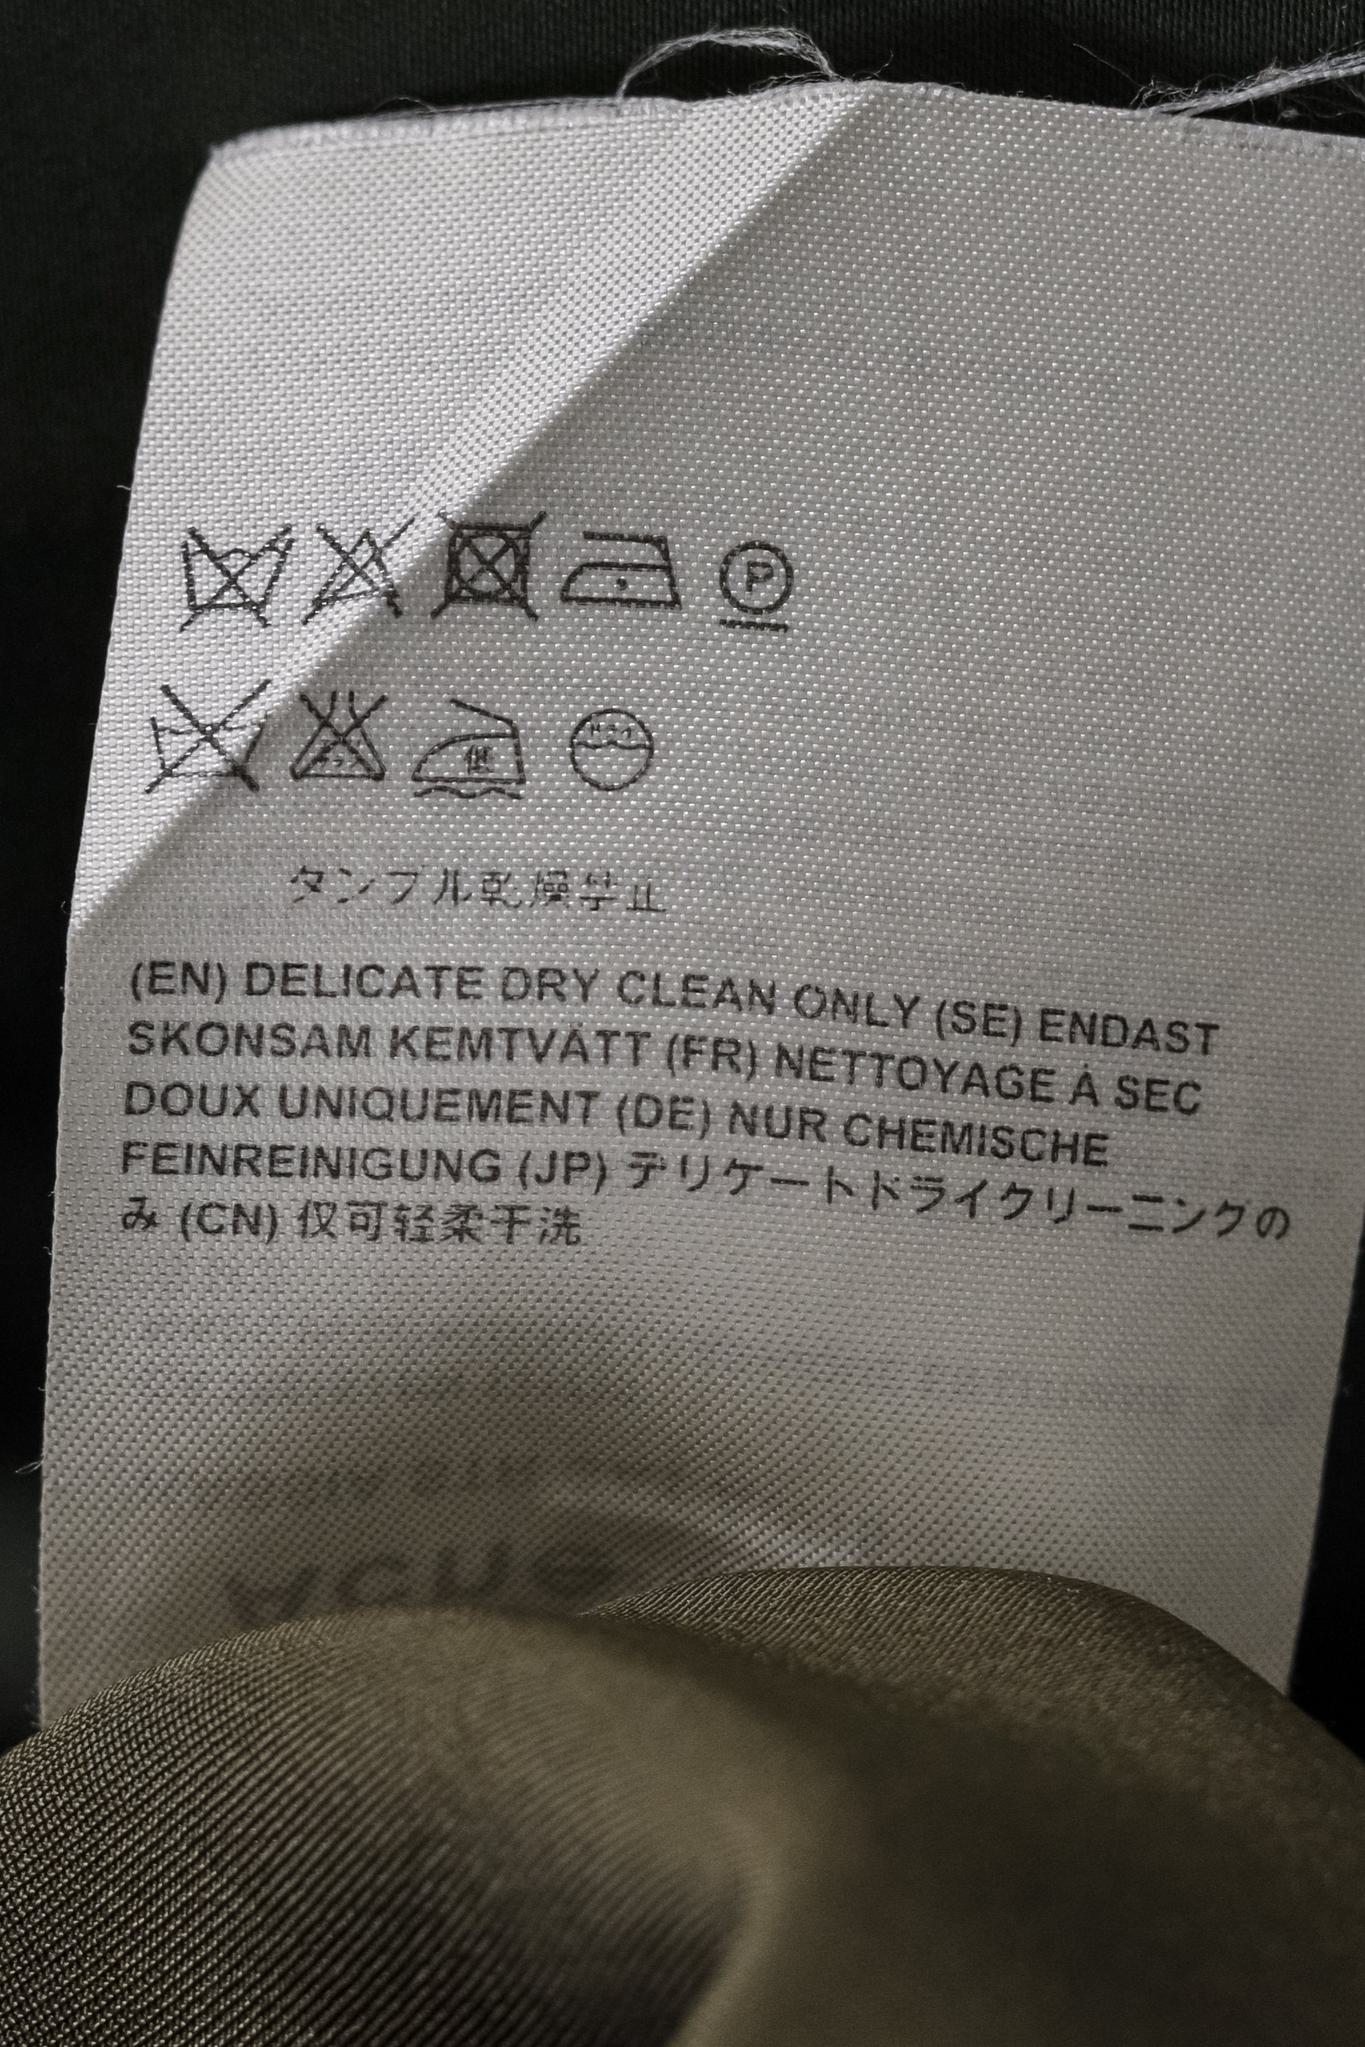 P
低
タンブル乾燥禁止
(EN) DELICATE DRY CLEAN ONLY (SE) ENDAST
SKONSAM KEMTVÄTT (FR) NETTOYAGE À SEC
DOUX UNIQUEMENT (DE) NUR CHEMISCHE
FEINREINIGUNG (JP) デリケートドライクリーニングの
み (CN) 仅可轻柔干洗